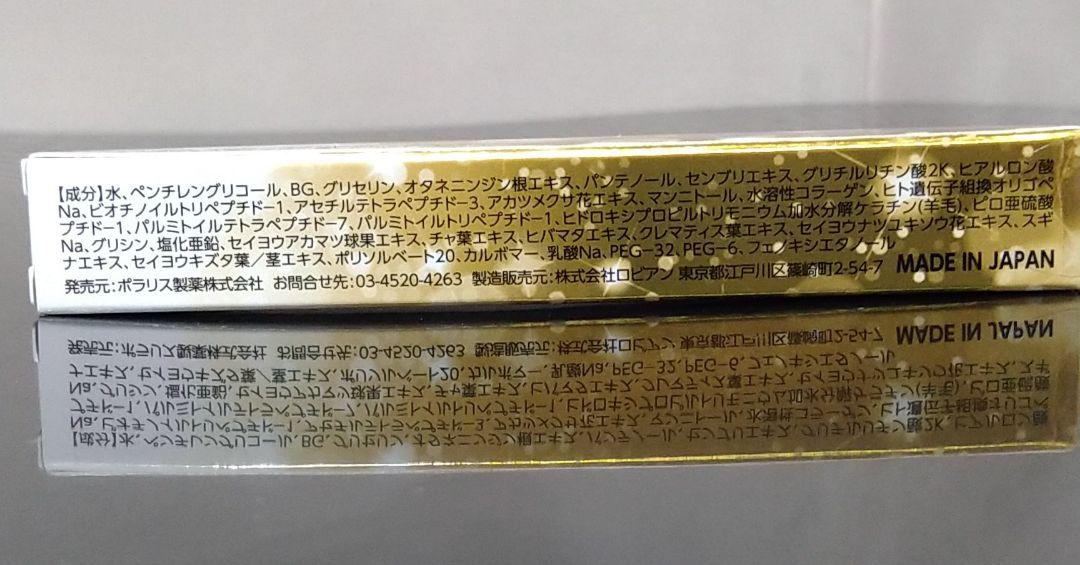 【成分】水、ペンチレングリコール、BG、グリセリン、オタネニンジン根エキス、パンテノール、センブリエキス、グリチルリチン酸2K、ヒアルロン酸
Na、ビオチノイルトリペプチド-1、アセチルテトラペプチド-3、アカツメクサ花エキス、マンニトール、水溶性コラーゲン、ヒト遺伝子組換オリゴペ
プチド-1、パルミトイルテトラペプチド-7、パルミトイルトリペプチド-1、ヒドロキシプロピルトリモニウム加水分解ケラチン(羊毛)、ピロ亜硫酸
Na、グリシン、塩化亜鉛、セイヨウアカマツ球果エキス、チャ葉エキス、ヒバマタエキス、クレマティス葉エキス、セイヨウナツユキソウ花エキス、スギ
ナエキス、セイヨウキズタ葉/茎エキス、ポリソルベート20、カルボマー、乳酸Na、PEG-32、PEG-6、フェノキシエタノール
発売元:ポラリス製薬株式会社 お問合せ先:03-4520-4263 製造販売元:株式会社ロビアン 東京都江戸川区篠崎町2-54-7 MADE IN JAPAN